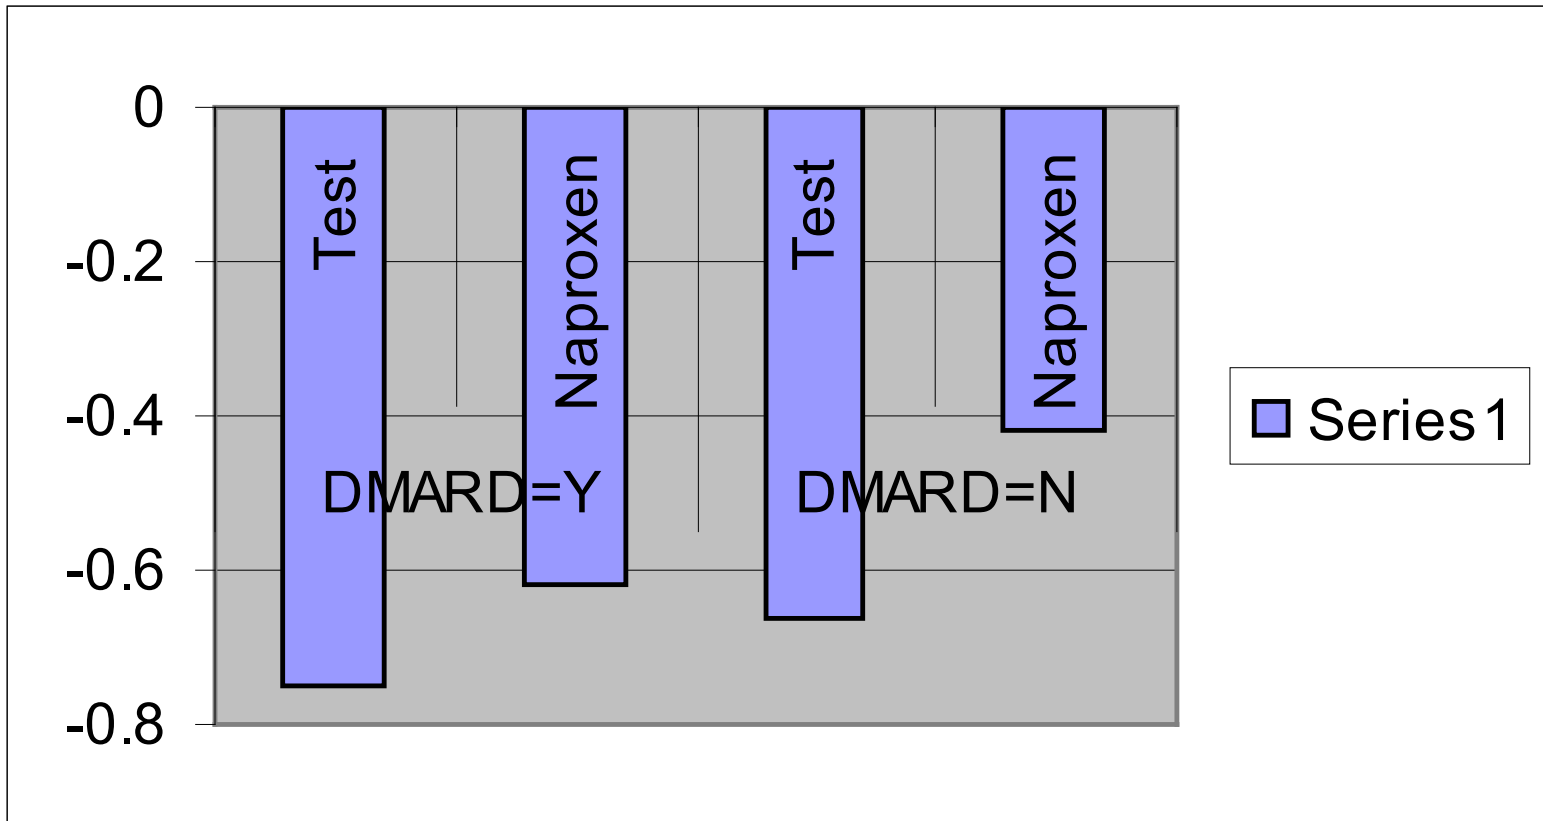 0
-0.2
-0.4
-0.6
-0.8
Test
Naproxen
Test
Naproxen
DMARD=Y
DMARD=N
Series1